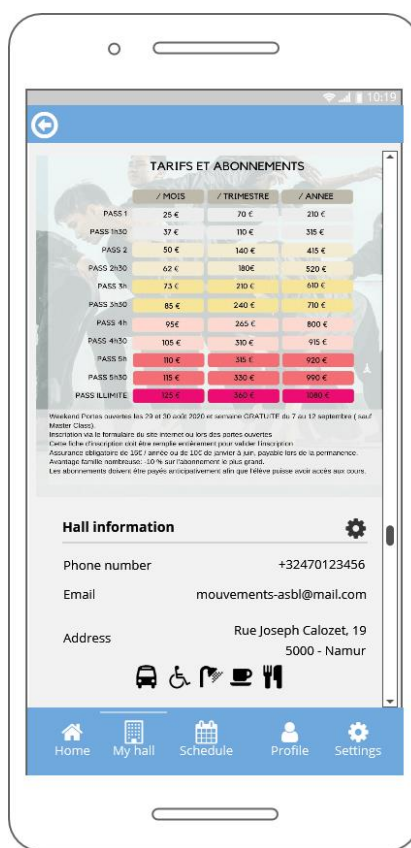 10:19
TARIFS ET ABONNEMENTS
/ MOIS / TRIMESTRE / ANNEE
PASS 1 25 € 70 € 210 €
PASS 1h30 37 € 110 € 315 €
PASS 2 50 € 140 € 415 €
PASS 2h30 62 € 180€ 520 €
PASS 3h 73 € 210 € 610 €
PASS 3h30 85 € 240 € 710 €
PASS 4h 95€ 265 € 800 €
PASS 4h30 105 € 310 € 915 €
PASS 5h 110 € 315 € 920 €
PASS 5h30 115 € 330 € 990 €
PASS ILLIMITE 125 € 360 € 1080 €
Weekend Portes ouvertes les 29 et 30 août 2020 et semaine GRATUITE du 7 au 12 septembre ( sauf
Master Class).
Inscription via le formulaire du site internet ou lors des portes ouvertes
Cette fiche d'inscription doit être remplie entièrement pour valider l'inscription
Assurance obligatoire de 15€ / année ou de 10€ de janvier à juin, payable lors de la permanence.
Avantage famille nombreuse: -10 % sur l'abonnement le plus grand.
Les abonnements doivent être payés anticipativement afin que l'élève puisse avoir accès aux cours.
Hall information
Phone number +32470123456
Email mouvements-asbl@mail.com
Address Rue Joseph Calozet, 19
5000 - Namur
Home My hall Schedule Profile Settings